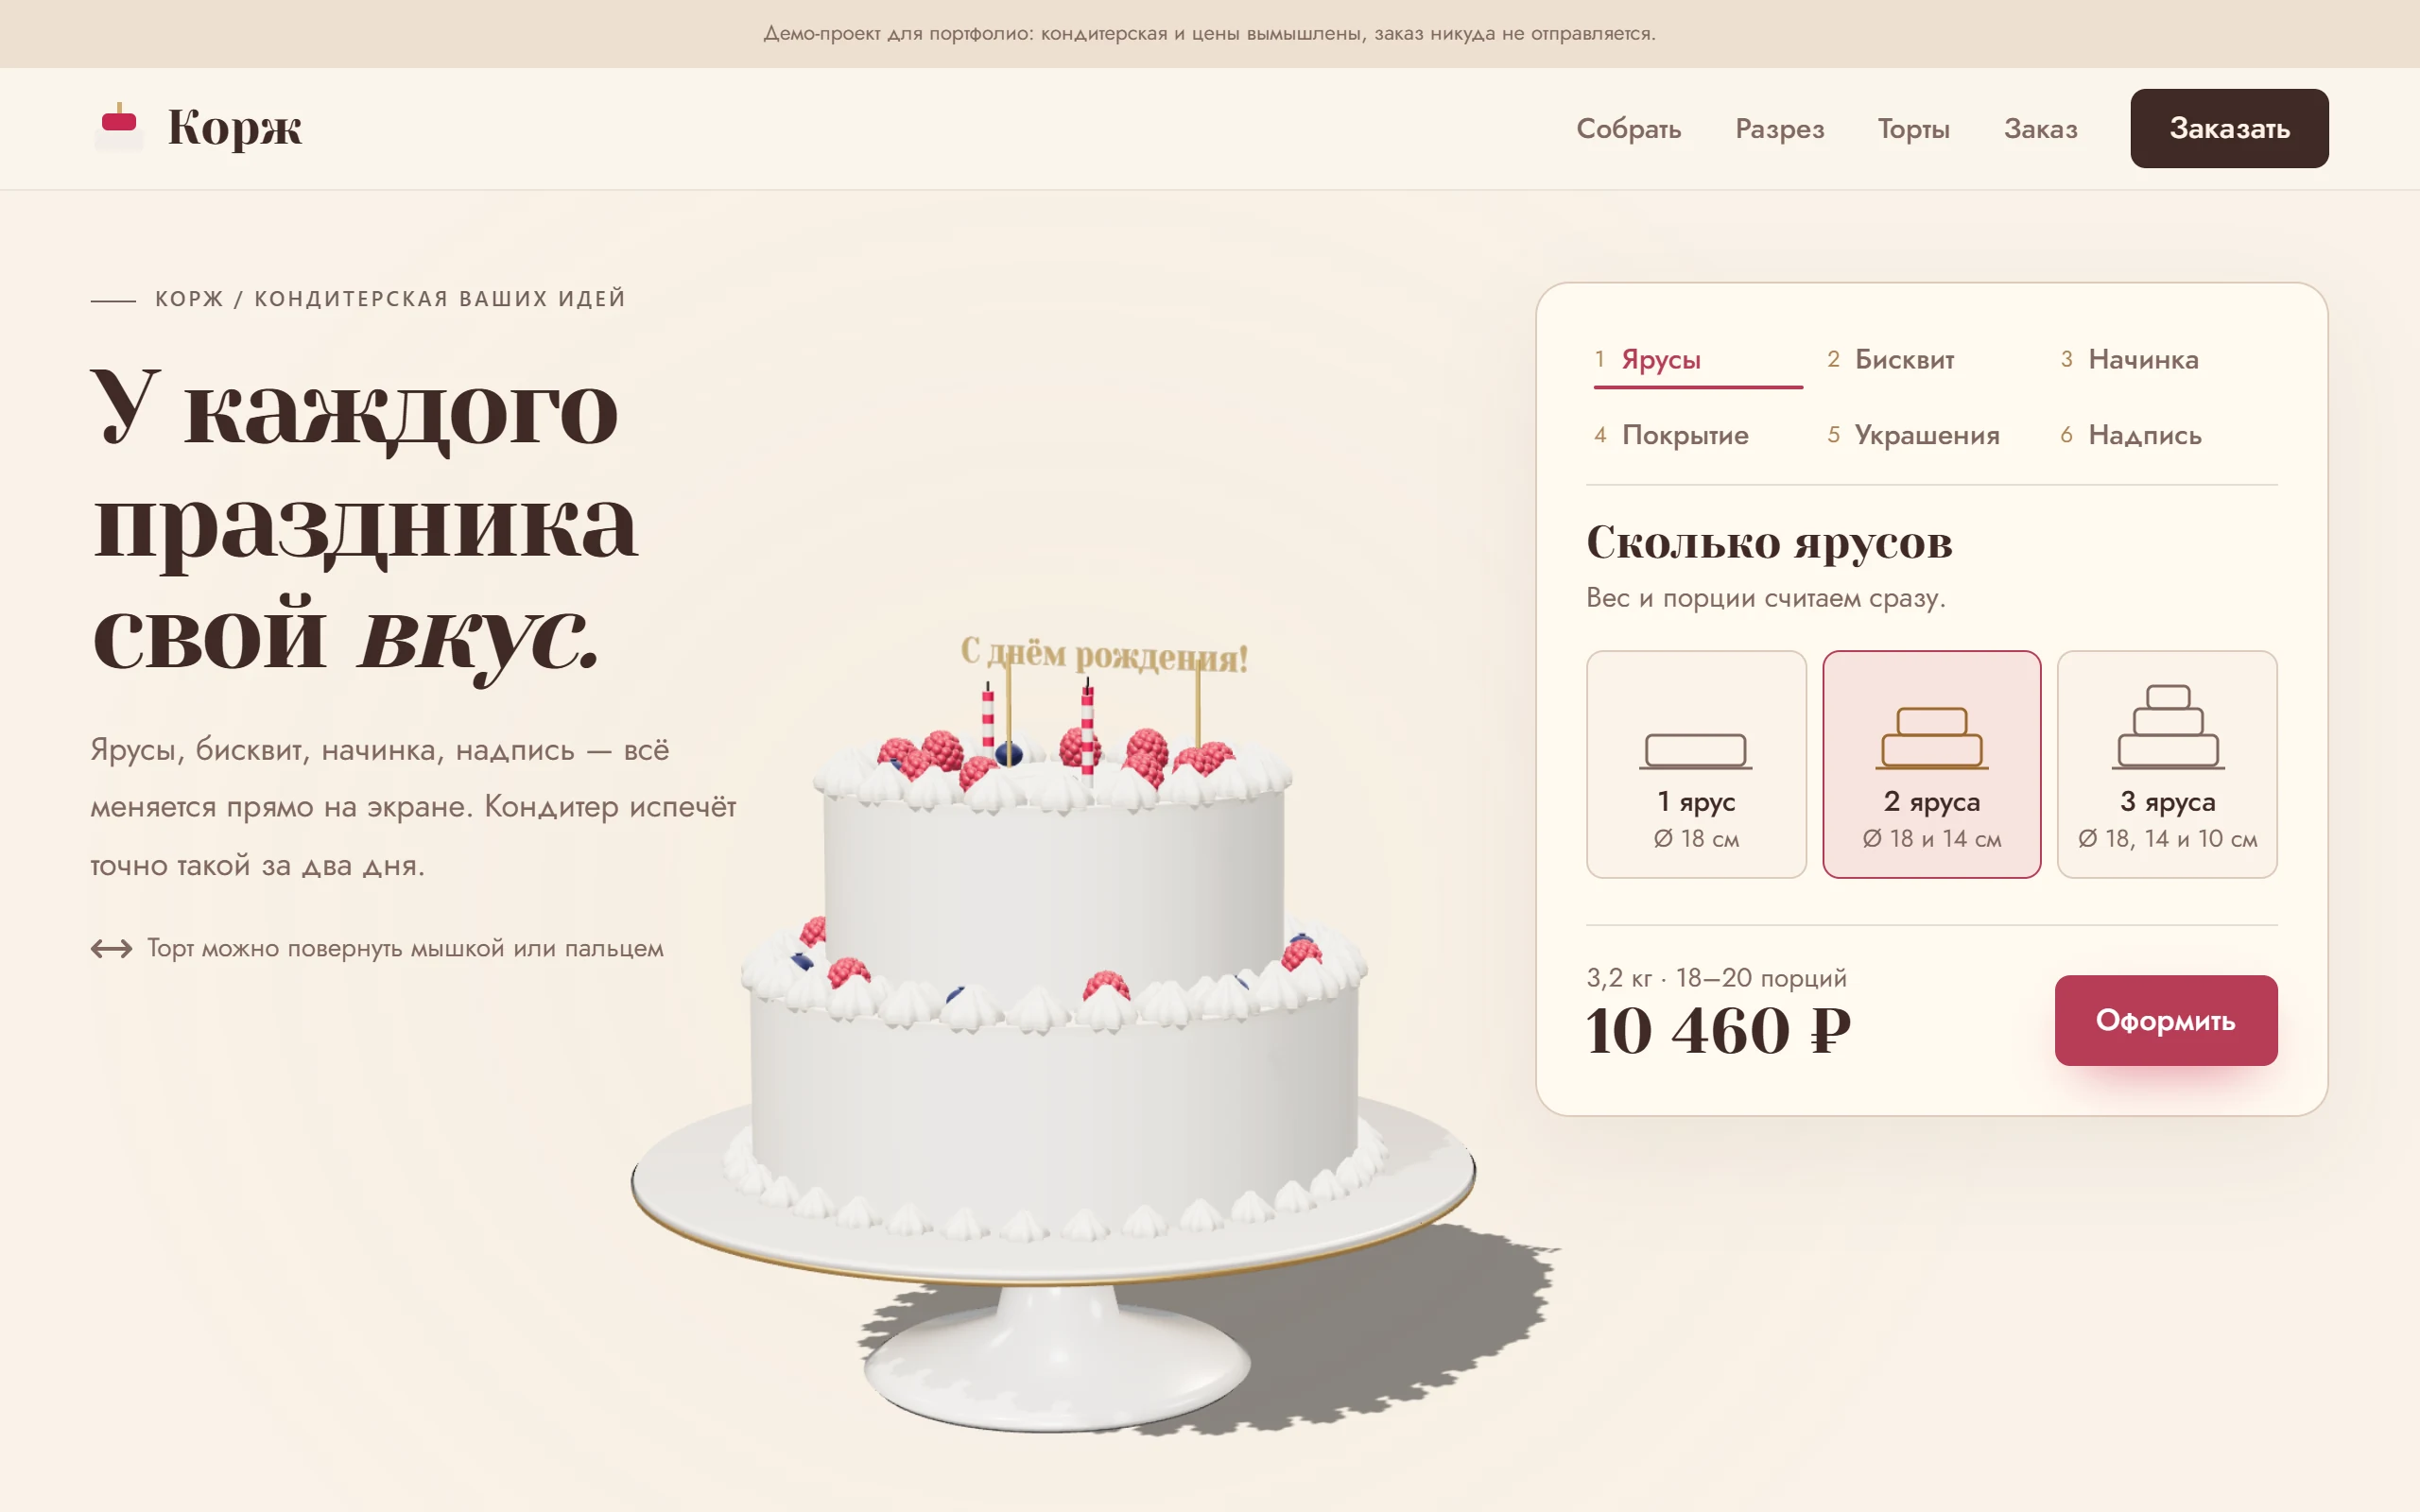 Демо-проект для портфолио: кондитерская и цены вымышлены, заказ никуда не отправляется.
Корж
Собрать
Разрез
Торты
Заказ
Заказать
КОРЖ / КОНДИТЕРСКАЯ ВАШИХ ИДЕЙ
У каждого
праздника
свой вкус.
Ярусы, бисквит, начинка, надпись — всё
меняется прямо на экране. Кондитер испечёт
точно такой за два дня.
Торт можно повернуть мышкой или пальцем
С днём рождения!
1 Ярусы
2 Бисквит
3 Начинка
4 Покрытие
5 Украшения
6 Надпись
Сколько ярусов
Вес и порции считаем сразу.
1 ярус
Ø 18 см
2 яруса
Ø 18 и 14 см
3 яруса
Ø 18, 14 и 10 см
3,2 кг · 18–20 порций
10 460 ₽
Оформить